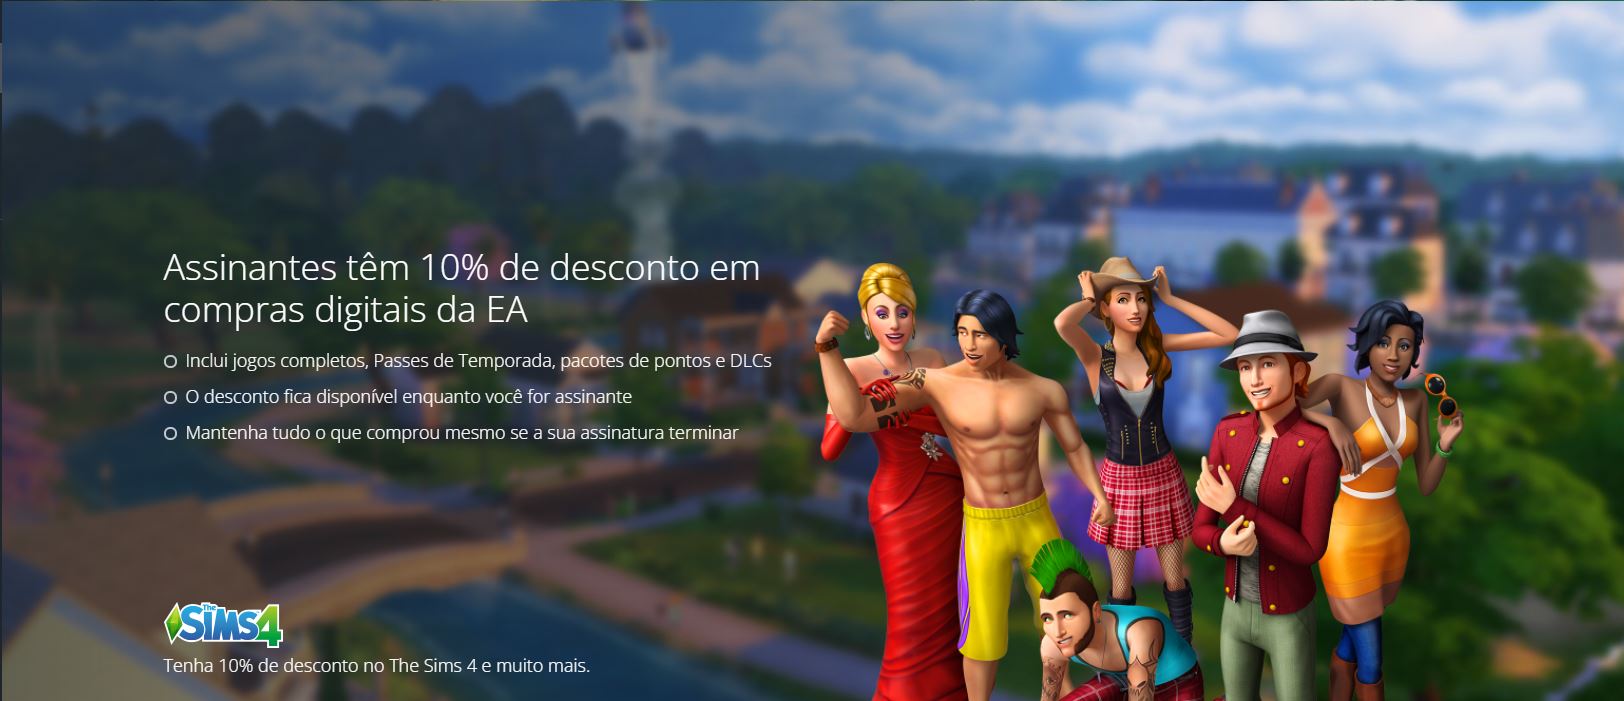 Assinantes têm 10% de desconto em
compras digitais da EA
Inclui jogos completos, Passes de Temporada, pacotes de pontos e DLCs
O desconto fica disponível enquanto você for assinante
Mantenha tudo o que comprou mesmo se a sua assinatura terminar
The Sims 4
Tenha 10% de desconto no The Sims 4 e muito mais.